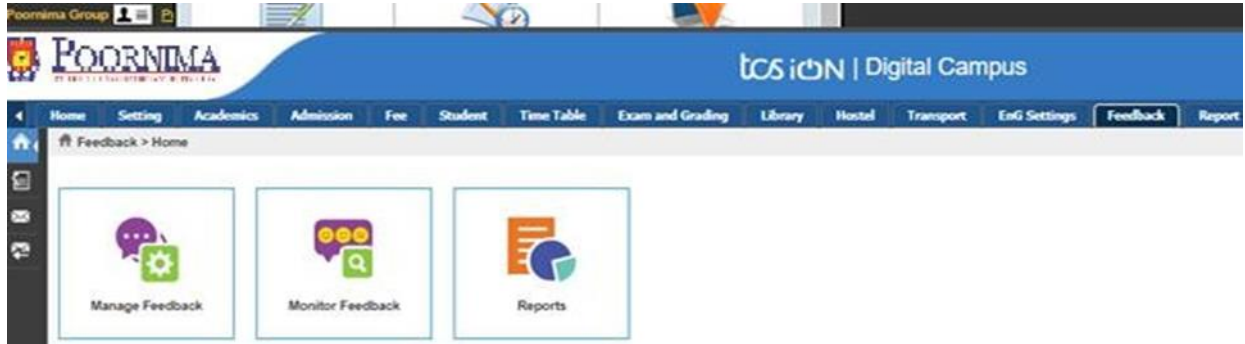 Poornima Group
POORNIMA
tcs iON | Digital Campus
Home Setting Academics Admission Fee Student Time Table Exam and Grading Library Hostel Transport EnG Settings Feedback Report
Feedback > Home
Manage Feedback Monitor Feedback Reports